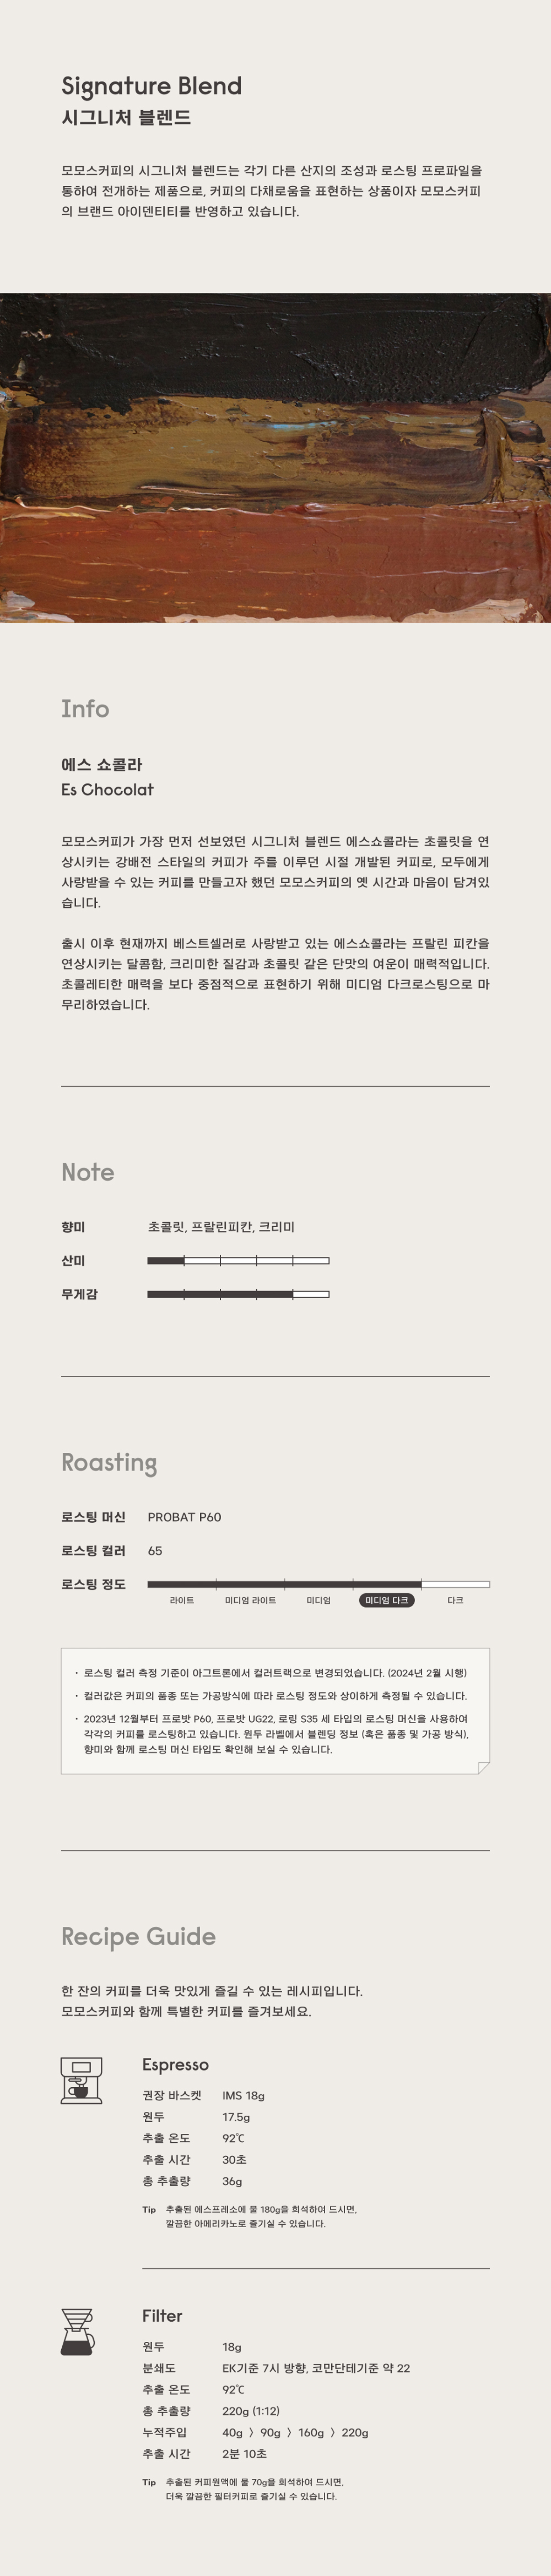 Signature Blend
시그니처 블렌드
모모스커피의 시그니처 블렌드는 각기 다른 산지의 조성과 로스팅 프로파일을
통하여 전개하는 제품으로, 커피의 다채로움을 표현하는 상품이자 모모스커피
의 브랜드 아이덴티티를 반영하고 있습니다.
Info
에스 쇼콜라
Es Chocolat
모모스커피가 가장 먼저 선보였던 시그니처 블렌드 에스쇼콜라는 초콜릿을 연
상시키는 강배전 스타일의 커피가 주를 이루던 시절 개발된 커피로, 모두에게
사랑받을 수 있는 커피를 만들고자 했던 모모스커피의 옛 시간과 마음이 담겨있
습니다.
출시 이후 현재까지 베스트셀러로 사랑받고 있는 에스쇼콜라는 프랄린 피칸을
연상시키는 달콤함, 크리미한 질감과 초콜릿 같은 단맛의 여운이 매력적입니다.
초콜레티한 매력을 보다 중점적으로 표현하기 위해 미디엄 다크로스팅으로 마
무리하였습니다.
Note
향미 초콜릿, 프랄린피칸, 크리미
산미
무게감
Roasting
로스팅 머신 PROBAT P60
로스팅 컬러 65
로스팅 정도
라이트 미디엄 라이트 미디엄 미디엄 다크 다크
· 로스팅 컬러 측정 기준이 아그트론에서 컬러트랙으로 변경되었습니다. (2024년 2월 시행)
· 컬러값은 커피의 품종 또는 가공방식에 따라 로스팅 정도와 상이하게 측정될 수 있습니다.
· 2023년 12월부터 프로밧 P60, 프로밧 UG22, 로링 S35 세 타입의 로스팅 머신을 사용하여
각각의 커피를 로스팅하고 있습니다. 원두 라벨에서 블렌딩 정보 (혹은 품종 및 가공 방식),
향미와 함께 로스팅 머신 타입도 확인해 보실 수 있습니다.
Recipe Guide
한 잔의 커피를 더욱 맛있게 즐길 수 있는 레시피입니다.
모모스커피와 함께 특별한 커피를 즐겨보세요.
Espresso
권장 바스켓 IMS 18g
원두 17.5g
추출 온도 92℃
추출 시간 30초
총 추출량 36g
Tip 추출된 에스프레소에 물 180g을 희석하여 드시면,
깔끔한 아메리카노로 즐기실 수 있습니다.
Filter
원두 18g
분쇄도 EK기준 7시 방향, 코만단테기준 약 22
추출 온도 92℃
총 추출량 220g (1:12)
누적주입 40g 〉 90g 〉 160g 〉 220g
추출 시간 2분 10초
Tip 추출된 커피원액에 물 70g을 희석하여 드시면,
더욱 깔끔한 필터커피로 즐기실 수 있습니다.